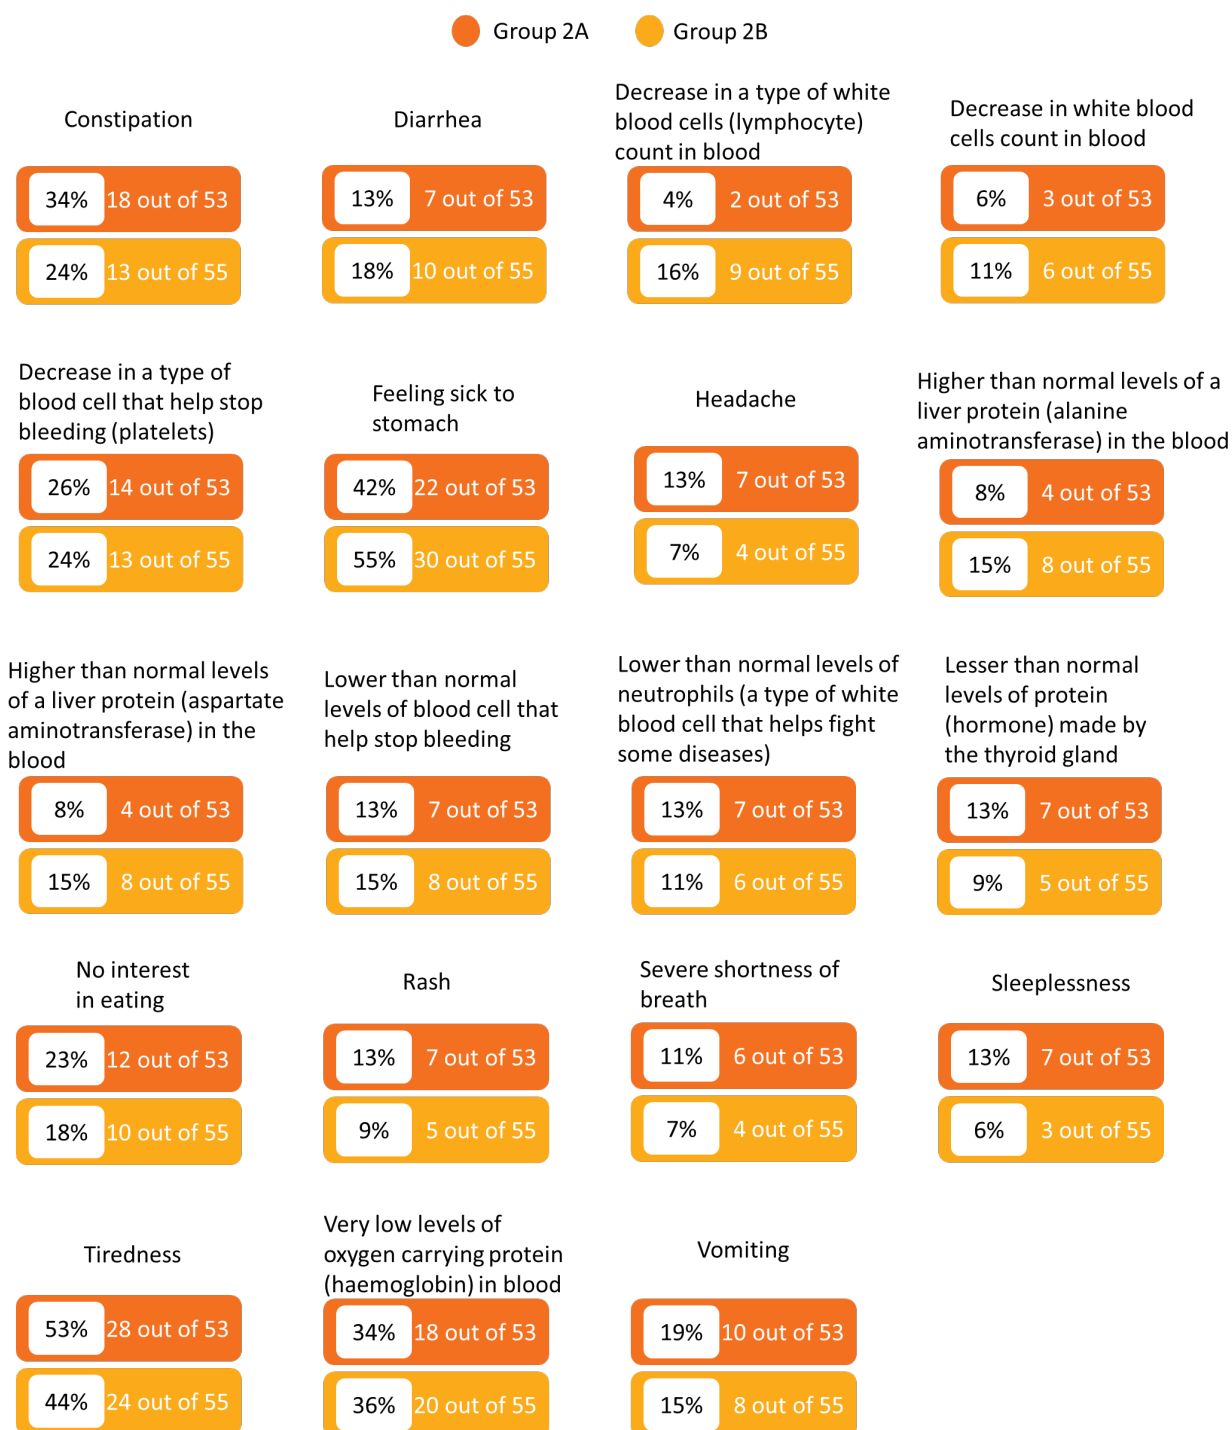 Group 2A
Group 2B
Constipation
34% 18 out of 53
24% 13 out of 55
Diarrhea
13% 7 out of 53
18% 10 out of 55
Decrease in a type of white
blood cells (lymphocyte)
count in blood
4% 2 out of 53
16% 9 out of 55
Decrease in white blood
cells count in blood
6% 3 out of 53
11% 6 out of 55
Decrease in a type of
blood cell that help stop
bleeding (platelets)
26% 14 out of 53
24% 13 out of 55
Feeling sick to
stomach
42% 22 out of 53
55% 30 out of 55
Headache
13% 7 out of 53
7% 4 out of 55
Higher than normal levels of a
liver protein (alanine
aminotransferase) in the blood
8% 4 out of 53
15% 8 out of 55
Higher than normal levels
of a liver protein (aspartate
aminotransferase) in the
blood
8% 4 out of 53
15% 8 out of 55
Lower than normal
levels of blood cell that
help stop bleeding
13% 7 out of 53
15% 8 out of 55
Lower than normal levels of
neutrophils (a type of white
blood cell that helps fight
some diseases)
13% 7 out of 53
11% 6 out of 55
Lesser than normal
levels of protein
(hormone) made by
the thyroid gland
13% 7 out of 53
9% 5 out of 55
No interest
in eating
23% 12 out of 53
18% 10 out of 55
Rash
13% 7 out of 53
9% 5 out of 55
Severe shortness of
breath
11% 6 out of 53
7% 4 out of 55
Sleeplessness
13% 7 out of 53
6% 3 out of 55
Tiredness
53% 28 out of 53
44% 24 out of 55
Very low levels of
oxygen carrying protein
(haemoglobin) in blood
34% 18 out of 53
36% 20 out of 55
Vomiting
19% 10 out of 53
15% 8 out of 55